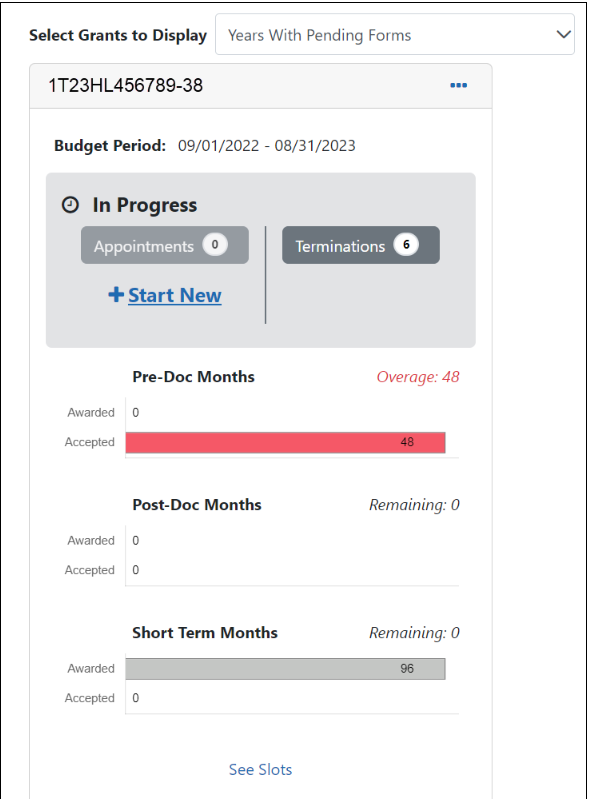 Select Grants to Display Years With Pending Forms
1T23HL456789-38
Budget Period: 09/01/2022 - 08/31/2023
In Progress
Appointments 0 Terminations 6
Start New
Pre-Doc Months Overage: 48
Awarded 0
Accepted 48
Post-Doc Months Remaining: 0
Awarded 0
Accepted 0
Short Term Months Remaining: 0
Awarded 96
Accepted 0
See Slots